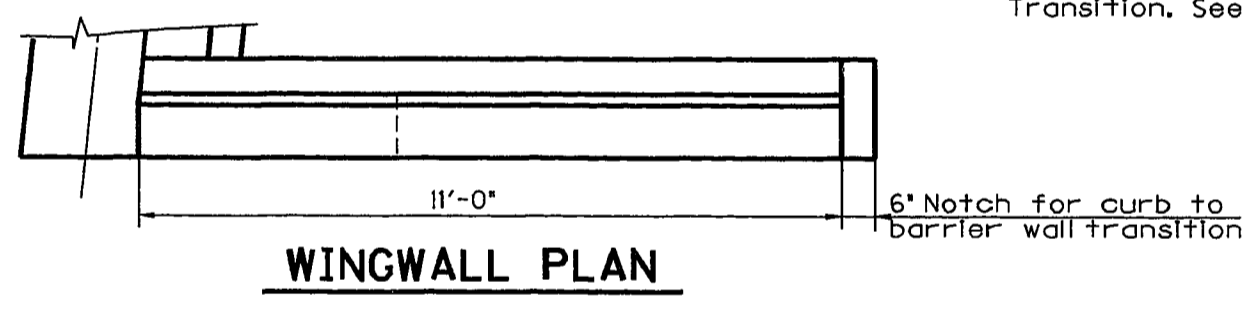 Transition. See
11'-0"
6" Notch for curb to
barrier wall transition
WINGWALL PLAN